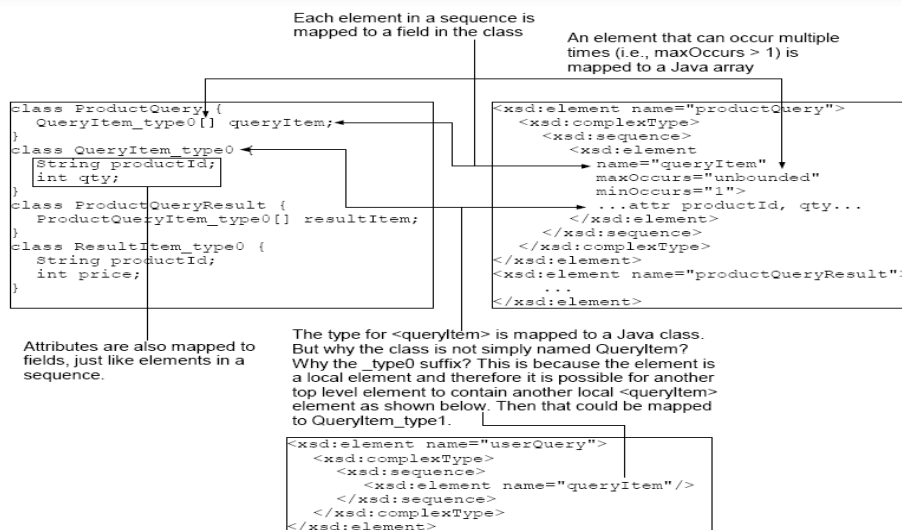 Each element in a sequence is
mapped to a field in the class
An element that can occur multiple
times (i.e., maxOccurs > 1) is
mapped to a Java array
class ProductQuery {
QueryItem_type0[] queryItem;
}
class QueryItem_type0 {
String productId;
int qty;
}
class ProductQueryResult {
ProductQueryItem_type0[] resultItem;
}
class ResultItem_type0 {
String productId;
int price;
}
<xsd:element name="productQuery">
<xsd:complexType>
<xsd:sequence>
<xsd:element
name="queryItem"
maxOccurs="unbounded"
minOccurs="1">
...attr productId, qty...
</xsd:element>
</xsd:sequence>
</xsd:complexType>
</xsd:element>
<xsd:element name="productQueryResult">
...
</xsd:element>
Attributes are also mapped to
fields, just like elements in a
sequence.
The type for <queryItem> is mapped to a Java class.
But why the class is not simply named QueryItem?
Why the _type0 suffix? This is because the element is
a local element and therefore it is possible for another
top level element to contain another local <queryItem>
element as shown below. Then that could be mapped
to QueryItem_type1.
<xsd:element name="userQuery">
<xsd:complexType>
<xsd:sequence>
<xsd:element name="queryItem"/>
</xsd:sequence>
</xsd:complexType>
</xsd:element>